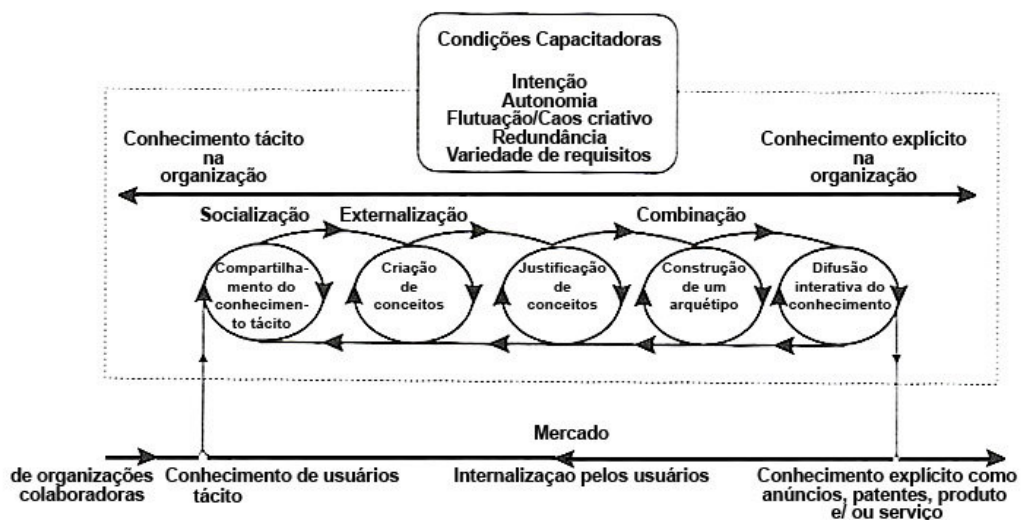 Condições Capacitadoras
Intenção
Autonomia
Flutuação/Caos criativo
Redundância
Variedade de requisitos
Conhecimento tácito
na
organização
Conhecimento explícito
na
organização
Socialização
Externalização
Combinação
Compartilha-
mento do
conhecimen-
to tácito
Criação
de
conceitos
Justificação
de
conceitos
Construção
de um
arquétipo
Difusão
interativa do
conhecimento
Mercado
de organizações
colaboradoras
Conhecimento de usuários
tácito
Internalizaçao pelos usuários
Conhecimento explícito como
anúncios, patentes, produto
e/ ou serviço